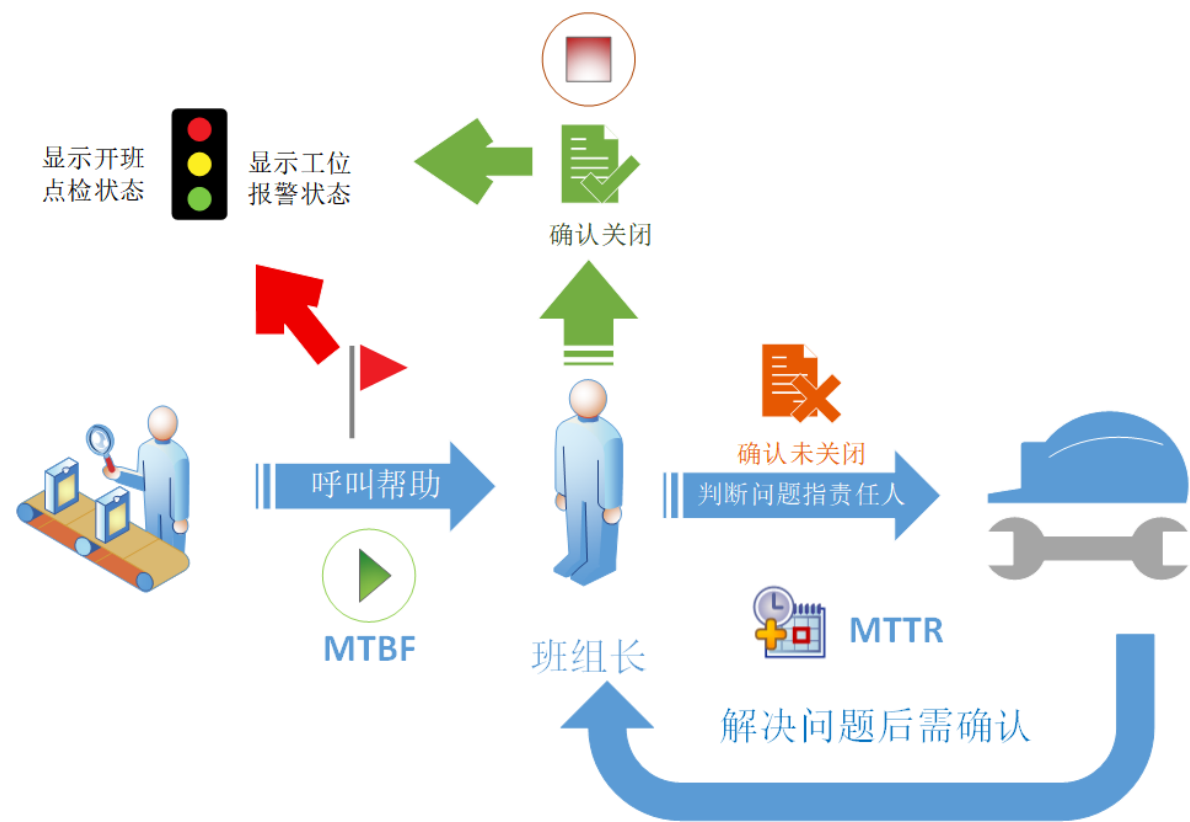 显示开班
点检状态
显示工位
报警状态
确认关闭
呼叫帮助
MTBF
班组长
确认未关闭
判断问题指责任人
MTTR
解决问题后需确认